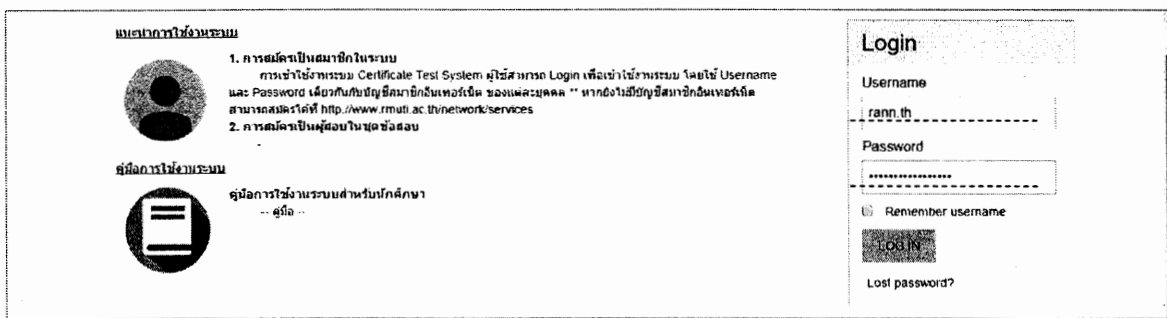 แนะนำการใช้งานระบบ
1. การสมัครเป็นสมาชิกในระบบ
การเข้าใช้งานระบบ Certificate Test System ผู้ใช้สามารถ Login เพื่อเข้าใช้งานระบบ โดยใช้ Username
และ Password เดียวกันกับบัญชีสมาชิกอินเทอร์เน็ต ของแต่ละบุคคล ** หากยังไม่มีบัญชีสมาชิกอินเทอร์เน็ต
สามารถสมัครได้ที่ http://www.rmuti.ac.th/network/services
2. การสมัครเป็นผู้สอบในชุดข้อสอบ
-
คู่มือการใช้งานระบบ
คู่มือการใช้งานระบบสำหรับนักศึกษา
-- คู่มือ --
Login
Username
rann.th
Password
•••••••••••••••••
Remember username
LOG IN
Lost password?